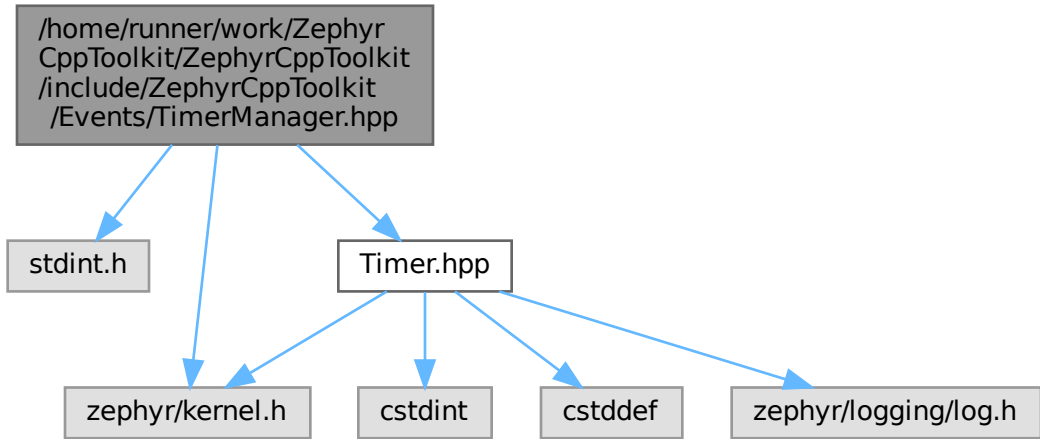 /home/runner/work/Zephyr
CppToolkit/ZephyrCppToolkit
/include/ZephyrCppToolkit
/Events/TimerManager.hpp
stdint.h
Timer.hpp
zephyr/kernel.h
cstdint
cstddef
zephyr/logging/log.h